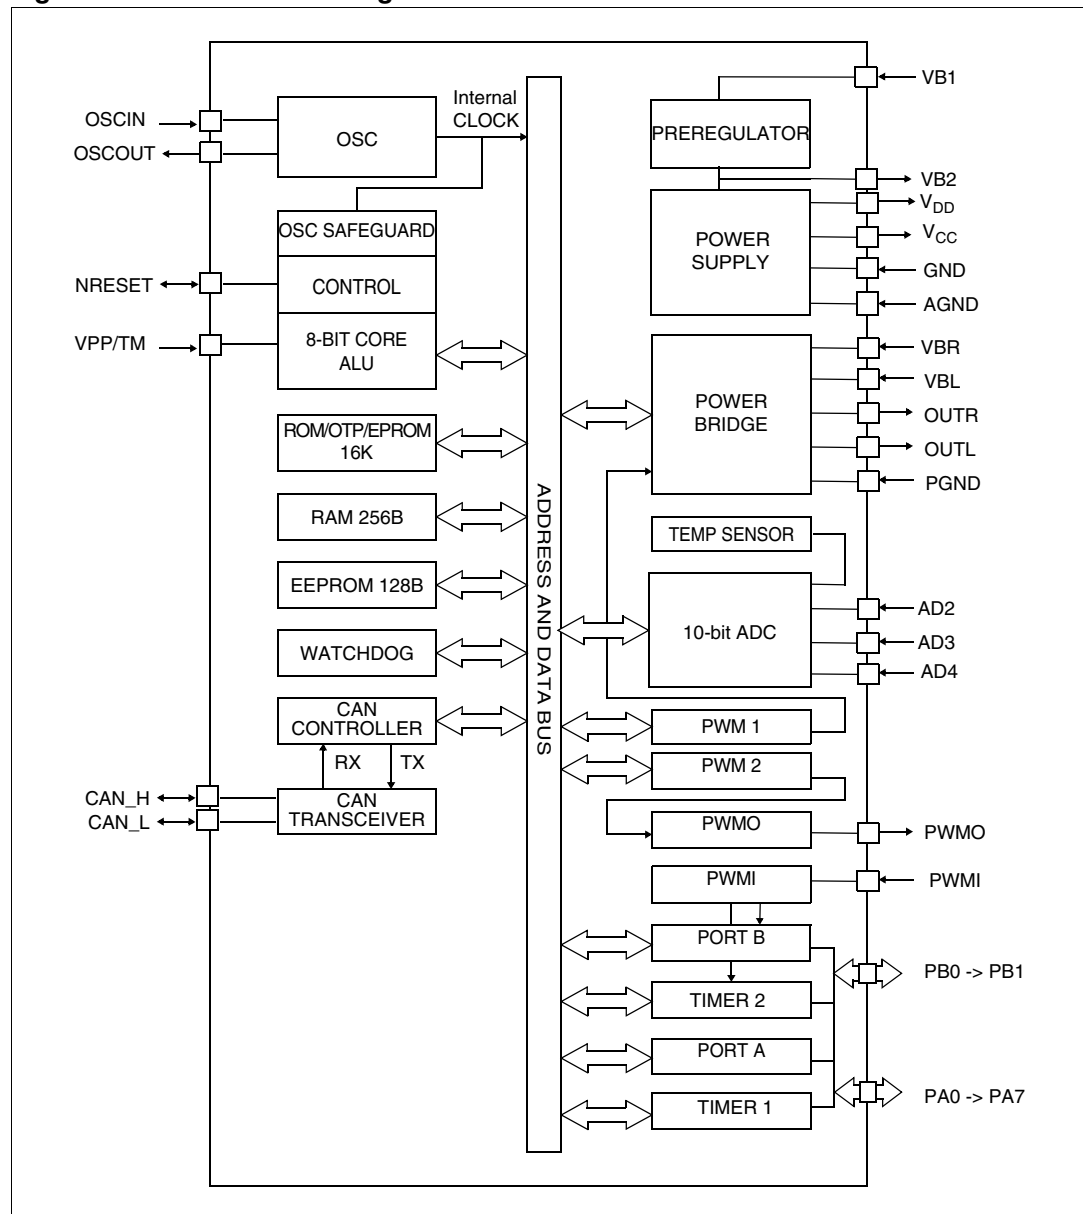 OSCIN
OSCOUT
OSC
Internal
CLOCK
OSC SAFEGUARD
NRESET
CONTROL
VPP/TM
8-BIT CORE
ALU
ROM/OTP/EPROM
16K
RAM 256B
EEPROM 128B
WATCHDOG
CAN
CONTROLLER
RX
TX
CAN_H
CAN_L
CAN
TRANSCEIVER
ADDRESS AND DATA BUS
PREREGULATOR
VB1
VB2
POWER
SUPPLY
VDD
VCC
GND
AGND
POWER
BRIDGE
VBR
VBL
OUTR
OUTL
PGND
TEMP SENSOR
10-bit ADC
AD2
AD3
AD4
PWM 1
PWM 2
PWMO
PWMO
PWMI
PWMI
PORT B
PB0 -> PB1
TIMER 2
PORT A
PA0 -> PA7
TIMER 1